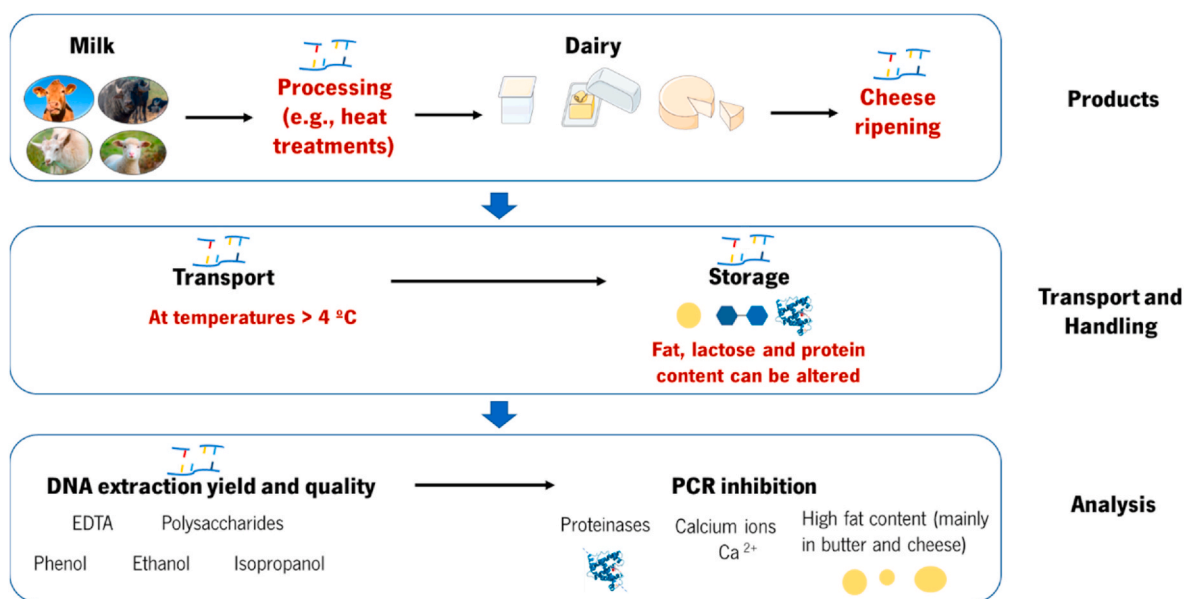 Milk
Dairy
Processing
(e.g., heat
treatments)
Cheese
ripening
Products
Transport
At temperatures > 4 ºC
Storage
Fat, lactose and protein
content can be altered
Transport and
Handling
DNA extraction yield and quality
EDTA
Polysaccharides
Phenol
Ethanol
Isopropanol
PCR inhibition
Proteinases
Calcium ions
Ca 2+
High fat content (mainly
in butter and cheese)
Analysis